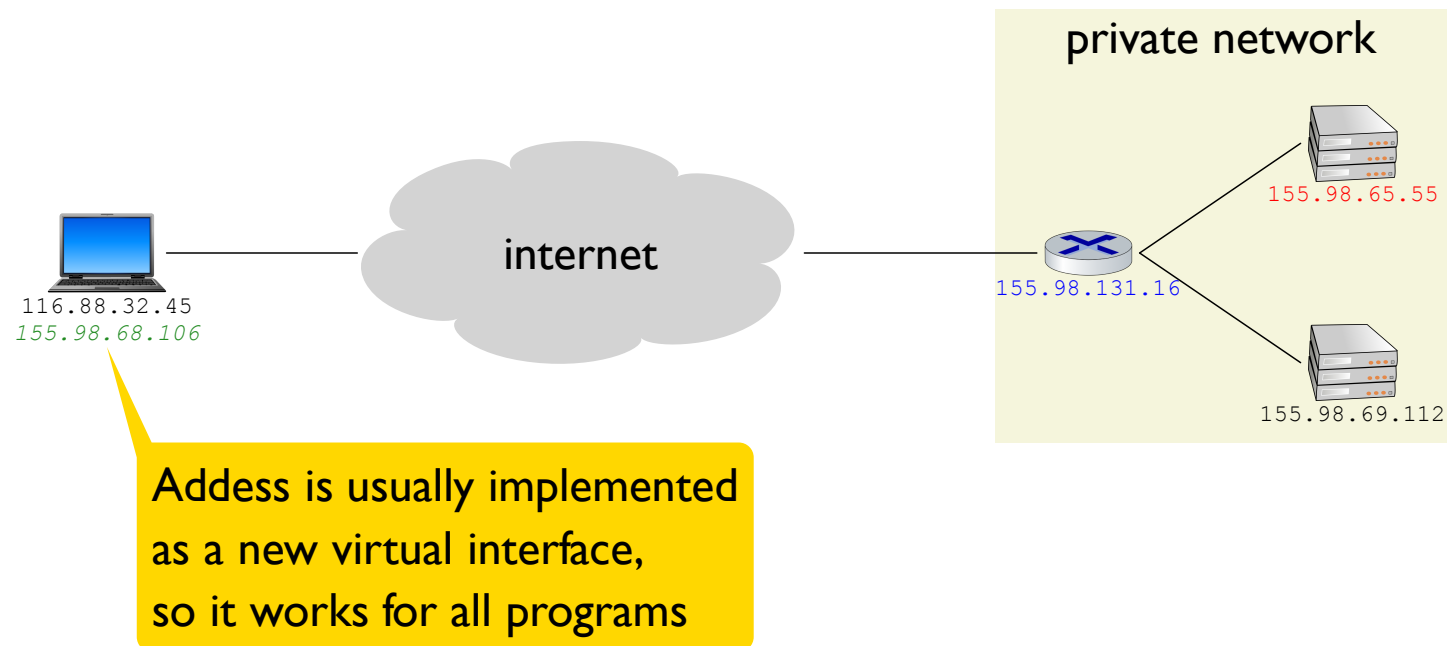 private network
155.98.65.55
internet
155.98.131.16
116.88.32.45
155.98.68.106
155.98.69.112
Addess is usually implemented
as a new virtual interface,
so it works for all programs